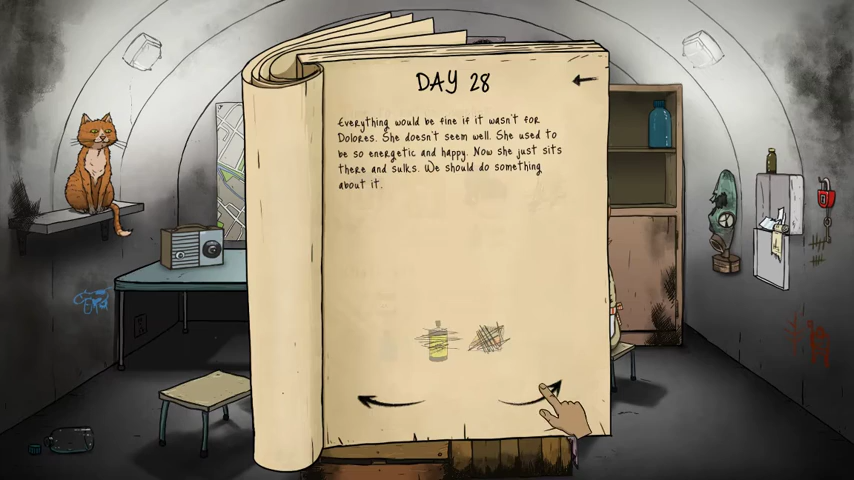 DAY 28
Everything would be fine if it wasn't for
Dolores. She doesn't seem well. She used to
be so energetic and happy. Now she just sits
there and sulks. We should do something
about it.